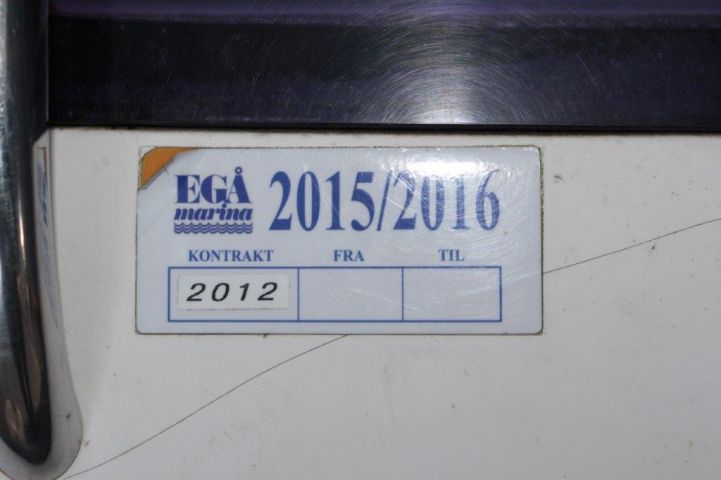 EGÅ marina 2015/2016
KONTRAKT FRA TIL
2012